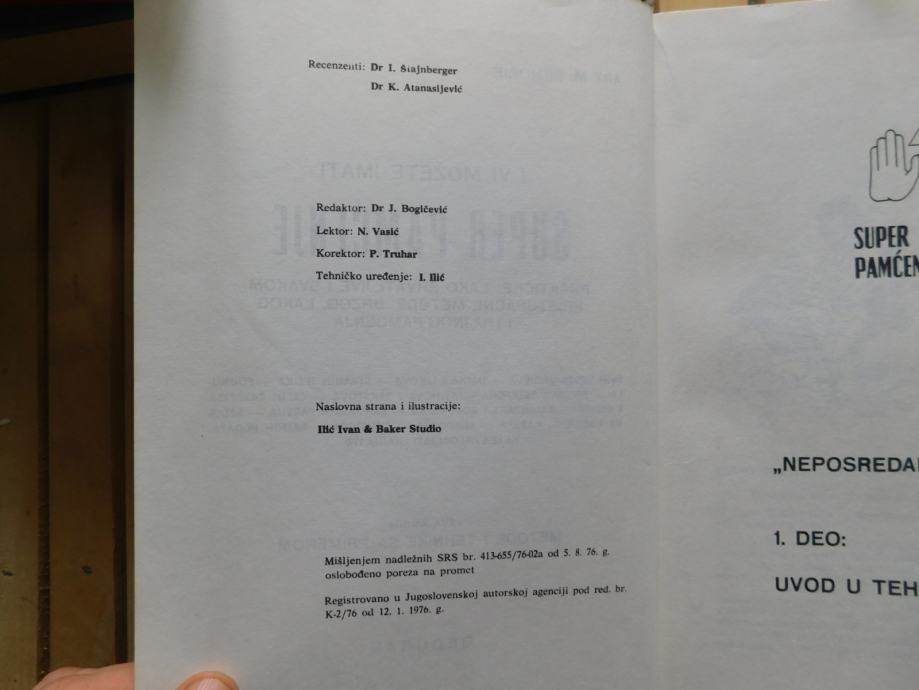 Recenzenti: Dr I. Štajnberger
Dr K. Atanasijević
Redaktor: Dr J. Bogičević
Lektor: N. Vasić
Korektor: P. Truhar
Tehničko uređenje: I. Ilić
Naslovna strana i ilustracije:
Ilić Ivan & Baker Studio
Mišljenjem nadležnih SRS br. 413-655/76-02a od 5. 8. 76. g.
oslobođeno poreza na promet
Registrovano u Jugoslovenskoj autorskoj agenciji pod red. br.
K-2/76 od 12. 1. 1976. g.
SUPER
PAMĆEN
„NEPOSREDA
1. DEO:
UVOD U TEH